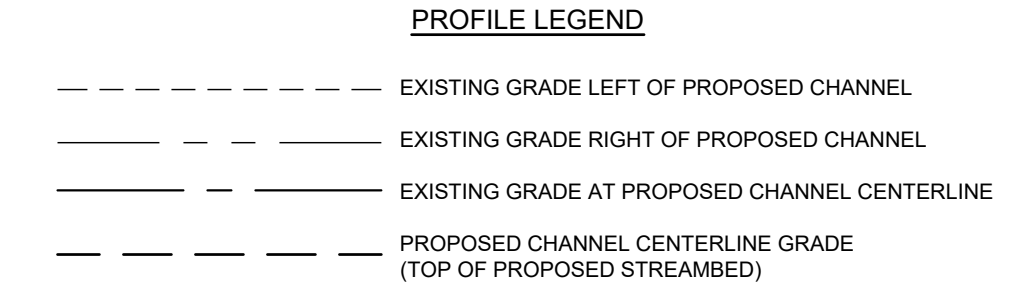 PROFILE LEGEND
EXISTING GRADE LEFT OF PROPOSED CHANNEL
EXISTING GRADE RIGHT OF PROPOSED CHANNEL
EXISTING GRADE AT PROPOSED CHANNEL CENTERLINE
PROPOSED CHANNEL CENTERLINE GRADE
(TOP OF PROPOSED STREAMBED)